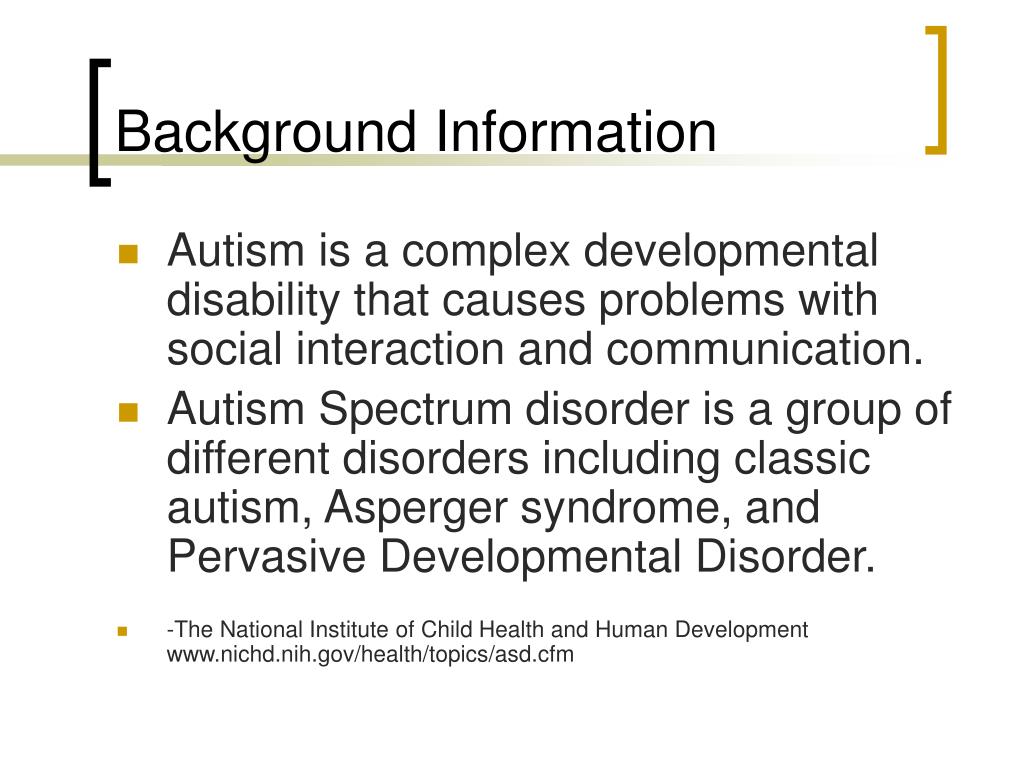 Background Information
Autism is a complex developmental
disability that causes problems with
social interaction and communication.
Autism Spectrum disorder is a group of
different disorders including classic
autism, Asperger syndrome, and
Pervasive Developmental Disorder.
-The National Institute of Child Health and Human Development
www.nichd.nih.gov/health/topics/asd.cfm